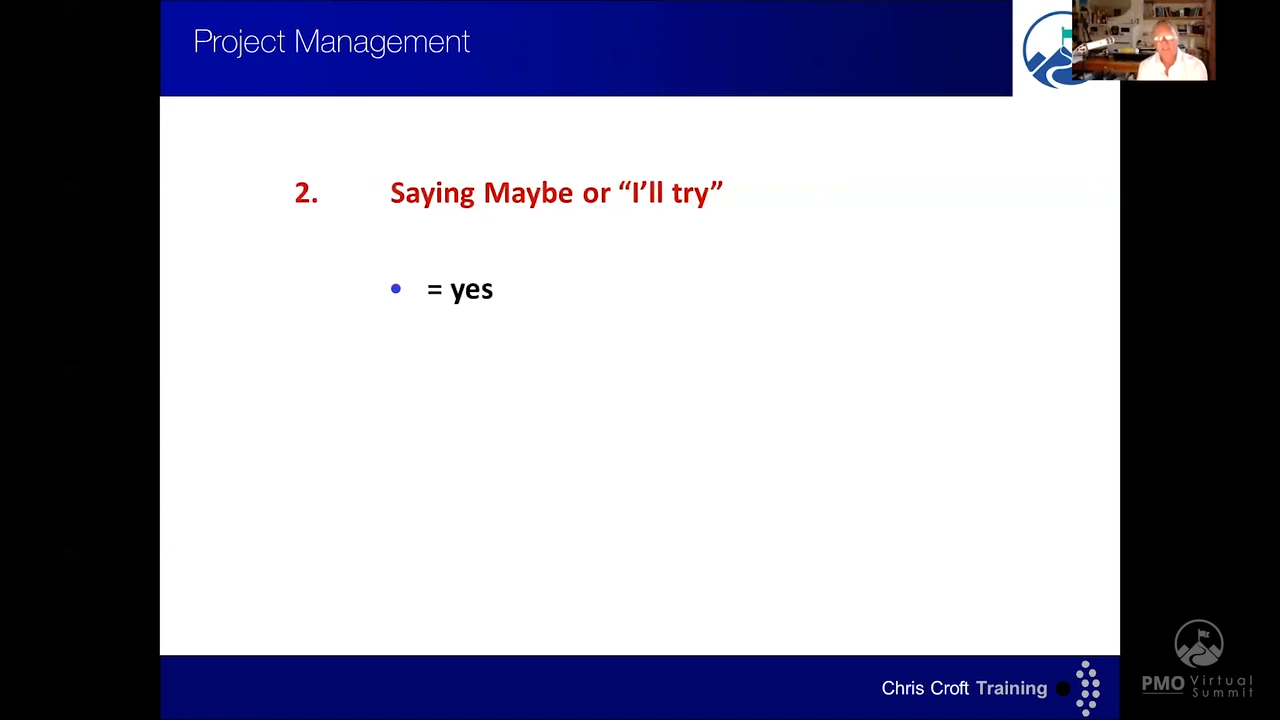 Project Management
2. Saying Maybe or “I’ll try”
• = yes
Chris Croft Training
PMO Virtual
Summit